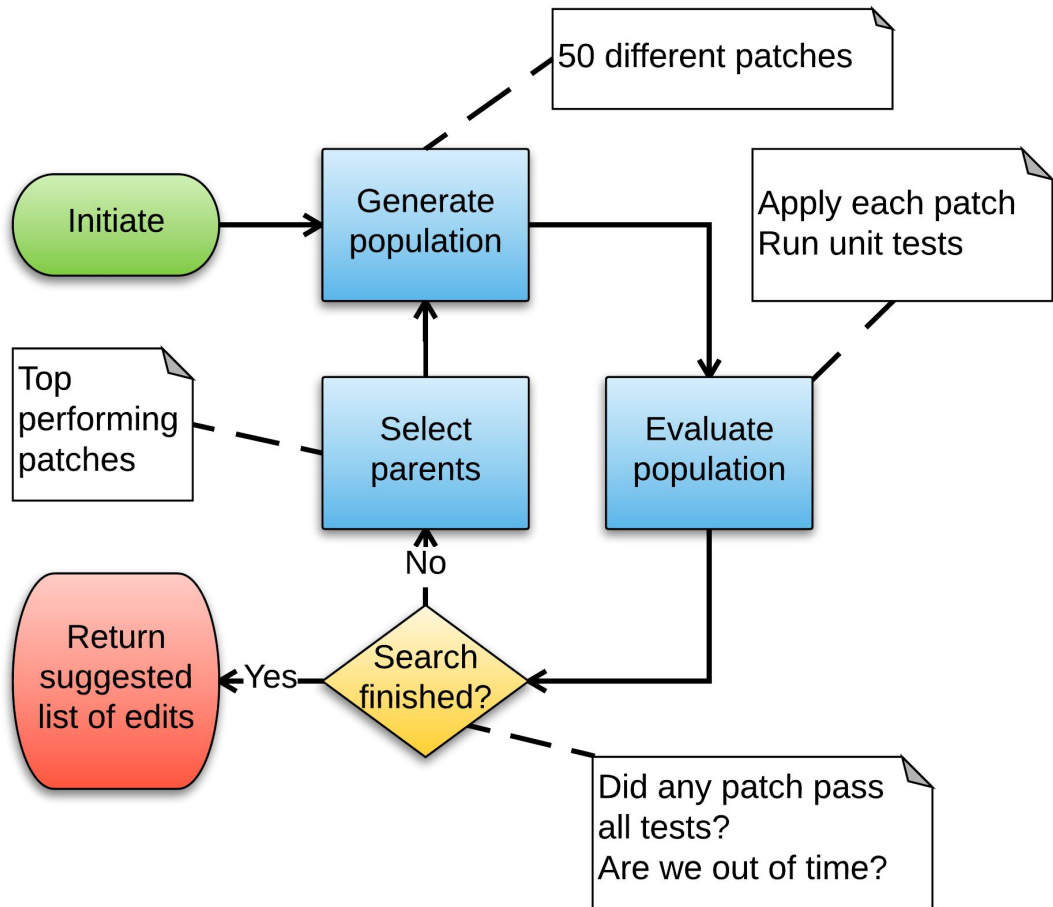 50 different patches
Initiate
Generate
population
Apply each patch
Run unit tests
Top
performing
patches
Select
parents
Evaluate
population
No
Return
suggested
list of edits
Yes
Search
finished?
Did any patch pass
all tests?
Are we out of time?